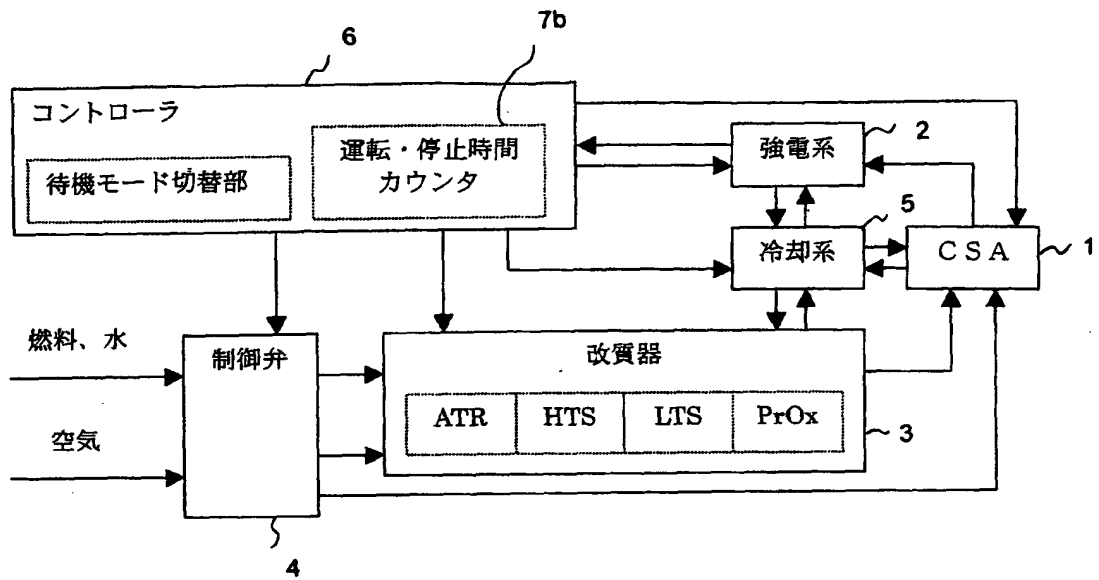 7b
6
コントローラ
運転・停止時間
カウンタ
待機モード切替部
強電系
2
冷却系
5
CSA
1
燃料、水
空気
制御弁
4
改質器
ATR
HTS
LTS
PrOx
3